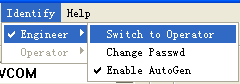 Identify Help
Engineer
Switch to Operator
Operator
Change Passwd
VCOM
Enable AutoGen